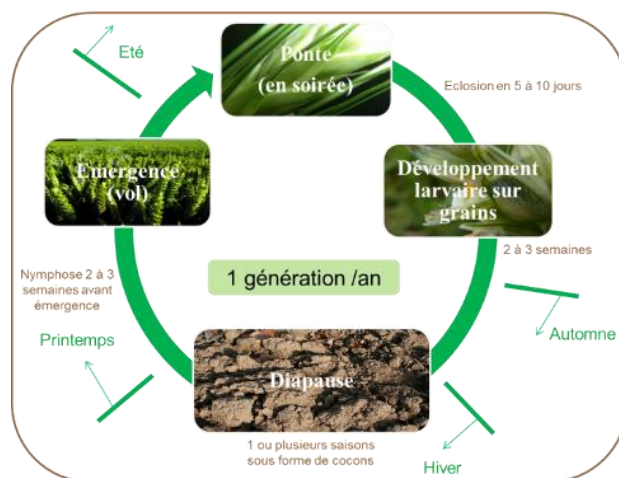 Eté
Ponte
(en soirée)
Eclosion en 5 à 10 jours
Emergence
(vol)
Développement
larvaire sur
grains
2 à 3 semaines
1 génération /an
Nymphose 2 à 3
semaines avant
émergence
Printemps
Automne
Diapause
1 ou plusieurs saisons
sous forme de cocons
Hiver